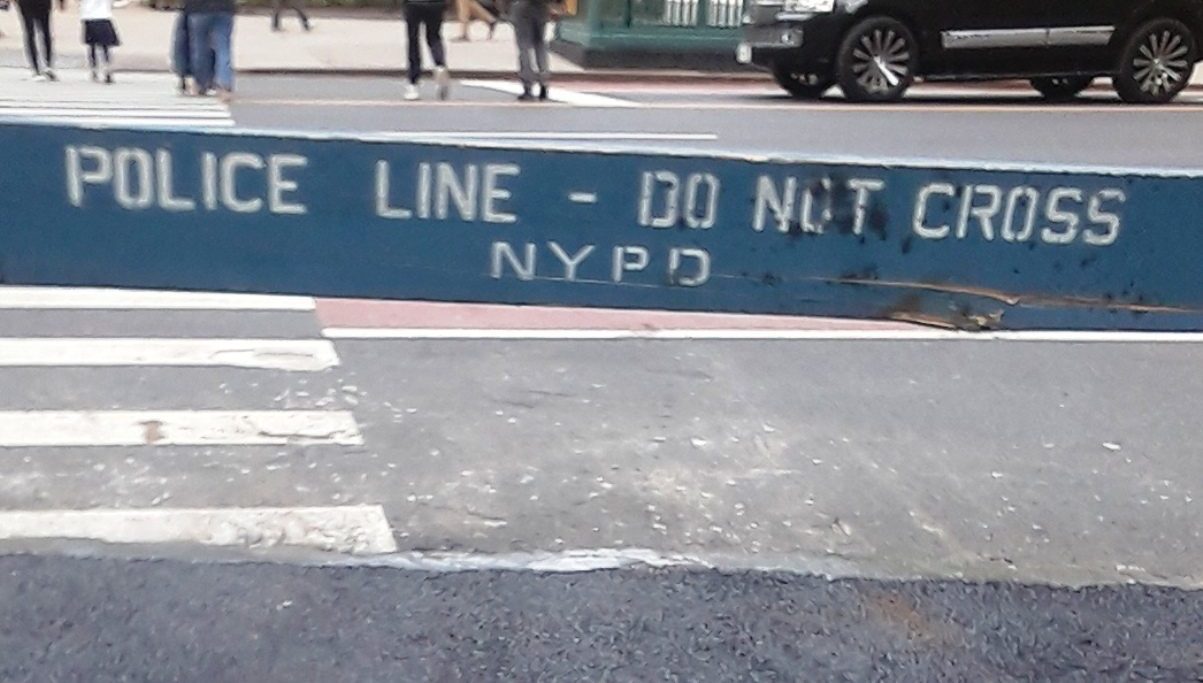 POLICE LINE - DO NOT CROSS
NYPD